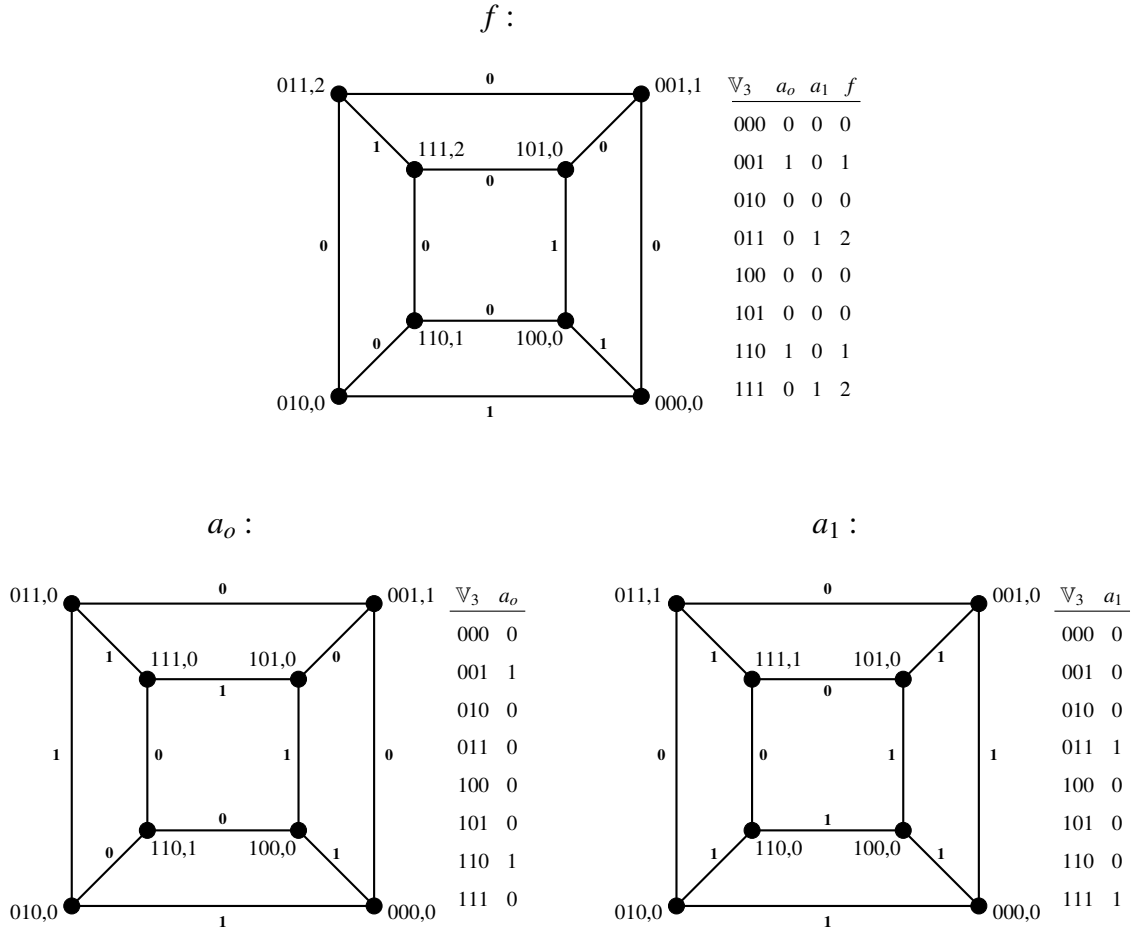 f :
0
011,2 001,1
1 111,2 101,0 0
0
0 0 1 0
0
0 110,1 100,0 1
010,0 000,0
1
𝕍₃ aₒ a₁ f
000 0 0 0
001 1 0 1
010 0 0 0
011 0 1 2
100 0 0 0
101 0 0 0
110 1 0 1
111 0 1 2
aₒ :
0
011,0 001,1
1 111,0 101,0 0
1
1 0 1 0
0
0 110,1 100,0 1
010,0 000,0
1
𝕍₃ aₒ
000 0
001 1
010 0
011 0
100 0
101 0
110 1
111 0
a₁ :
0
011,1 001,0
1 111,1 101,0 1
0
0 0 1 1
1
1 110,0 100,0 1
010,0 000,0
1
𝕍₃ a₁
000 0
001 0
010 0
011 1
100 0
101 0
110 0
111 1